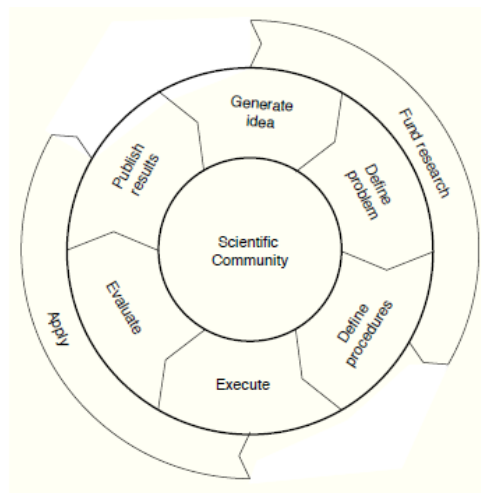 Generate
idea
Define
problem
Define
procedures
Execute
Evaluate
Publish
results
Scientific
Community
Fund research
Apply